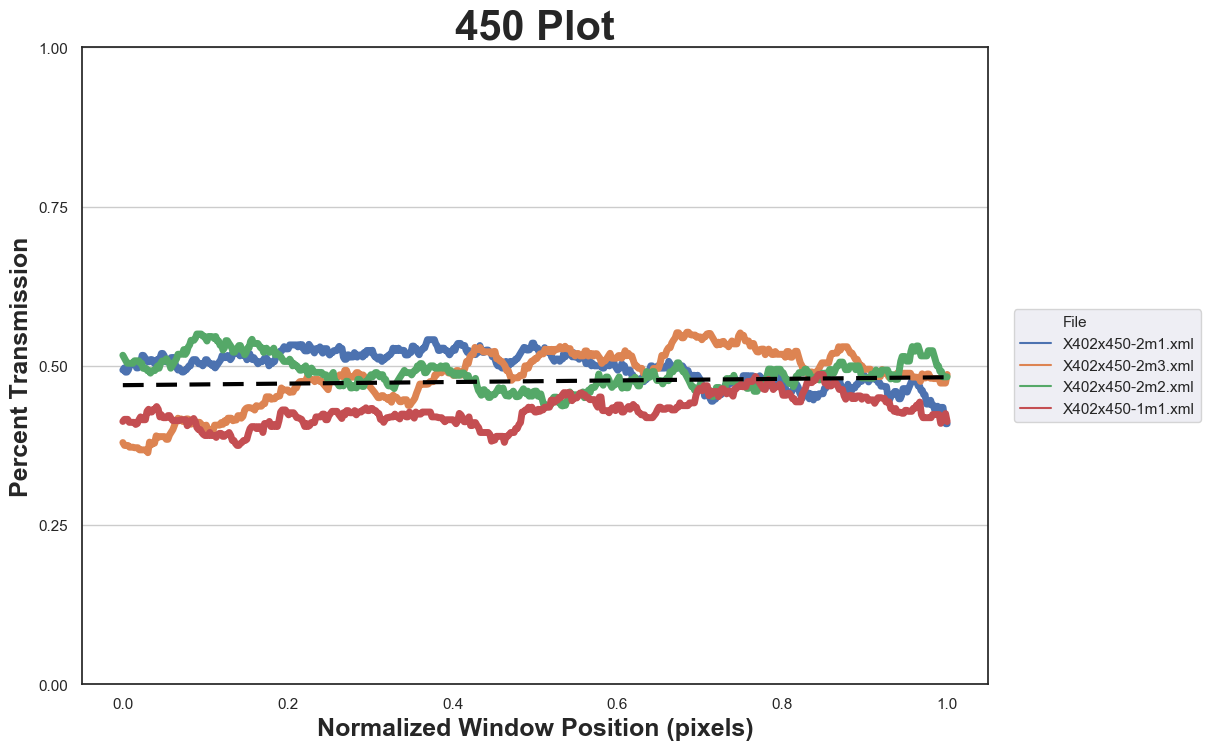 450 Plot
1.00
0.75
0.50
0.25
0.00
Percent Transmission
0.0 0.2 0.4 0.6 0.8 1.0
Normalized Window Position (pixels)
File
X402x450-2m1.xml
X402x450-2m3.xml
X402x450-2m2.xml
X402x450-1m1.xml